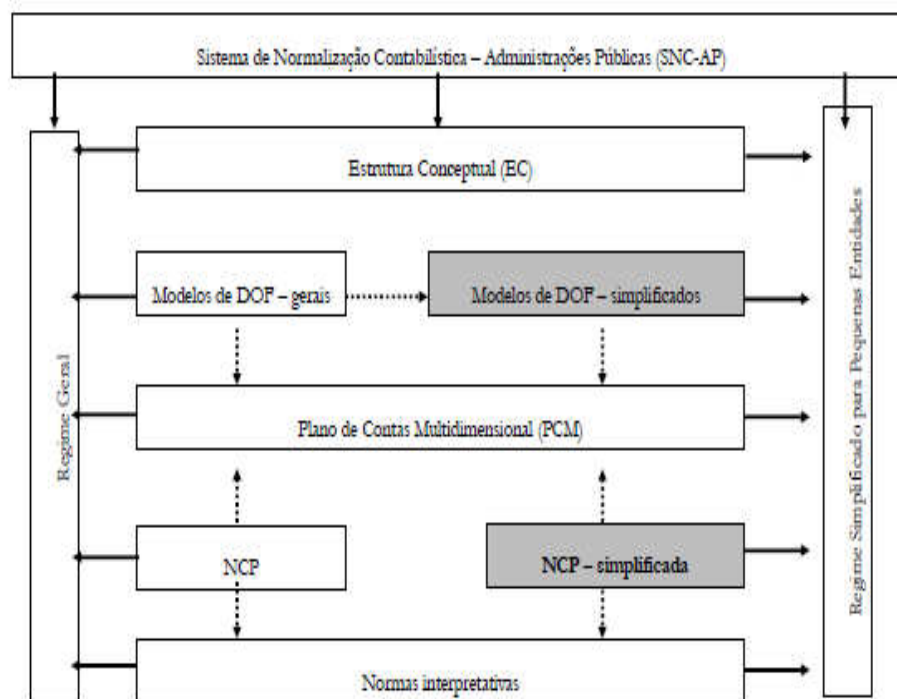 Sistema de Normalização Contabilística – Administrações Públicas (SNC-AP)
Estrutura Conceptual (EC)
Modelos de DOF – gerais
Modelos de DOF – simplificados
Plano de Contas Multidimensional (PCM)
NCP
NCP – simplificada
Normas interpretativas
Regime Geral
Regime Simplificado para Pequenas Entidades